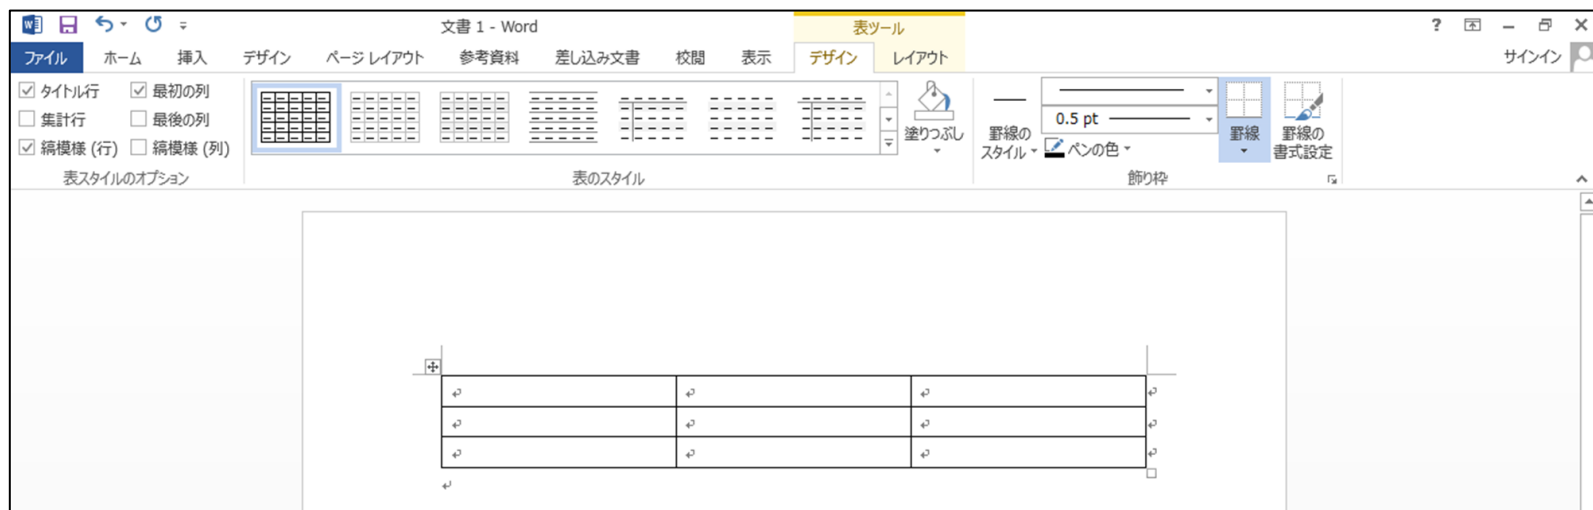 文書 1 - Word
表ツール
?
ファイル ホーム 挿入 デザイン ページ レイアウト 参考資料 差し込み文書 校閲 表示 デザイン レイアウト サインイン
タイトル行 最初の列
集計行 最後の列
縞模様 (行) 縞模様 (列)
塗りつぶし
罫線の
スタイル
0.5 pt
ペンの色
罫線
罫線の
書式設定
表スタイルのオプション 表のスタイル 飾り枠